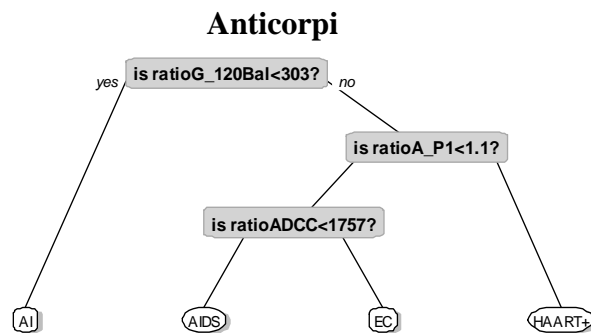 Anticorpi
is ratioG_120Bal<303?
yes
no
is ratioA_P1<1.1?
is ratioADCC<1757?
AI
AIDS
EC
HAART+